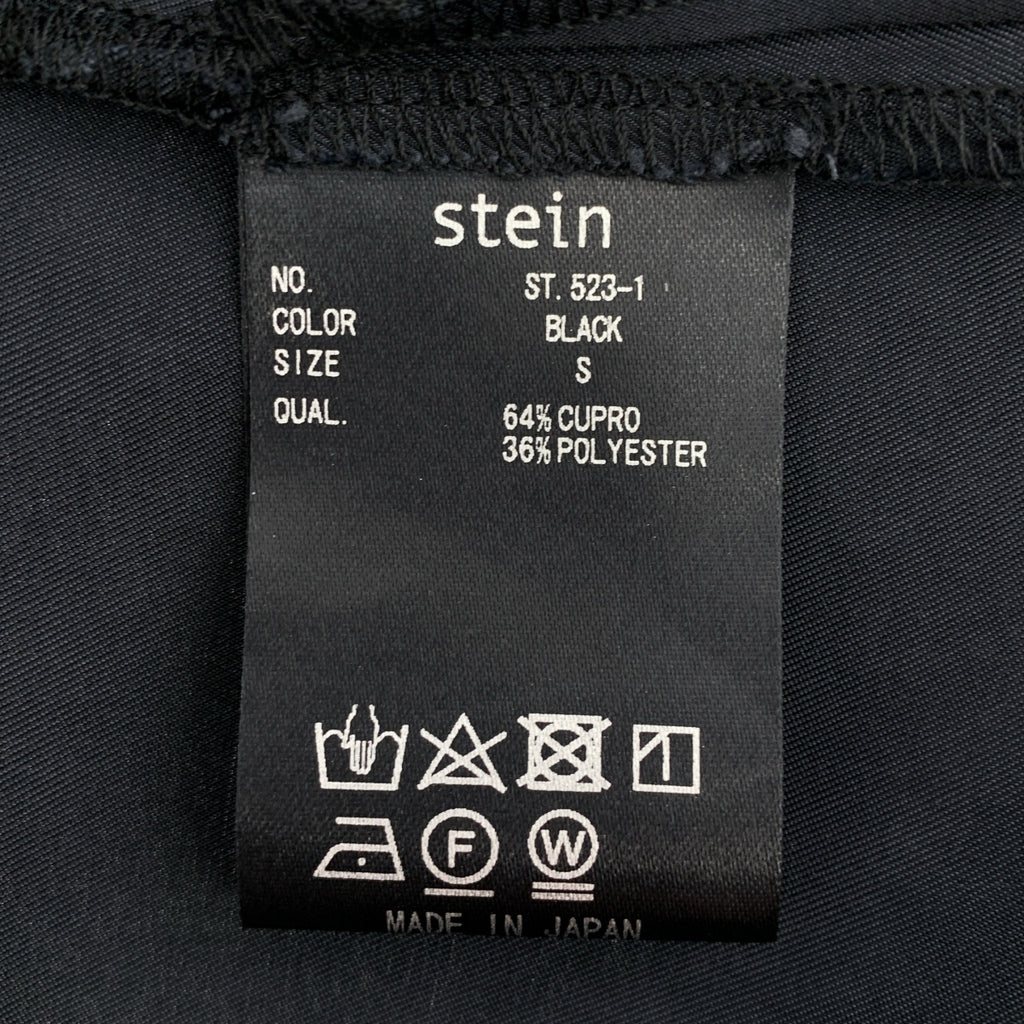 stein
NO. ST. 523-1
COLOR BLACK
SIZE S
QUAL. 64% CUPRO
36% POLYESTER
F W
MADE IN JAPAN